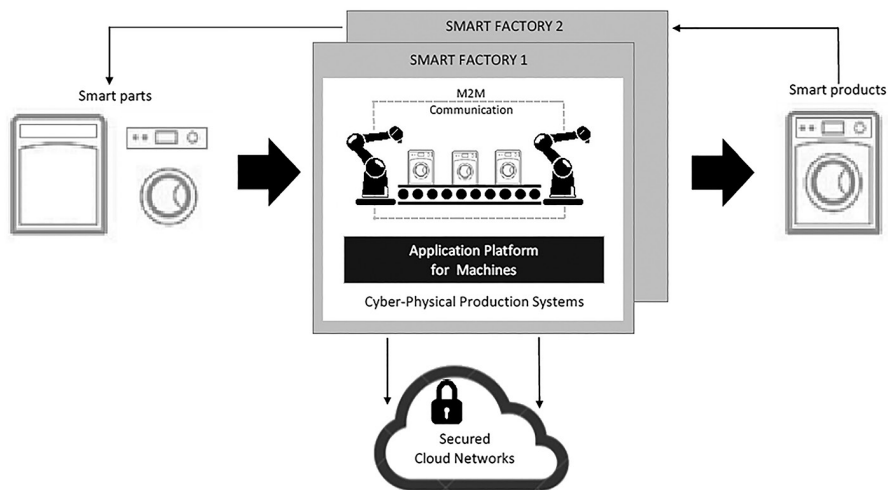 SMART FACTORY 2
SMART FACTORY 1
Smart parts
M2M
Communication
Smart products
Application Platform
for Machines
Cyber-Physical Production Systems
Secured
Cloud Networks